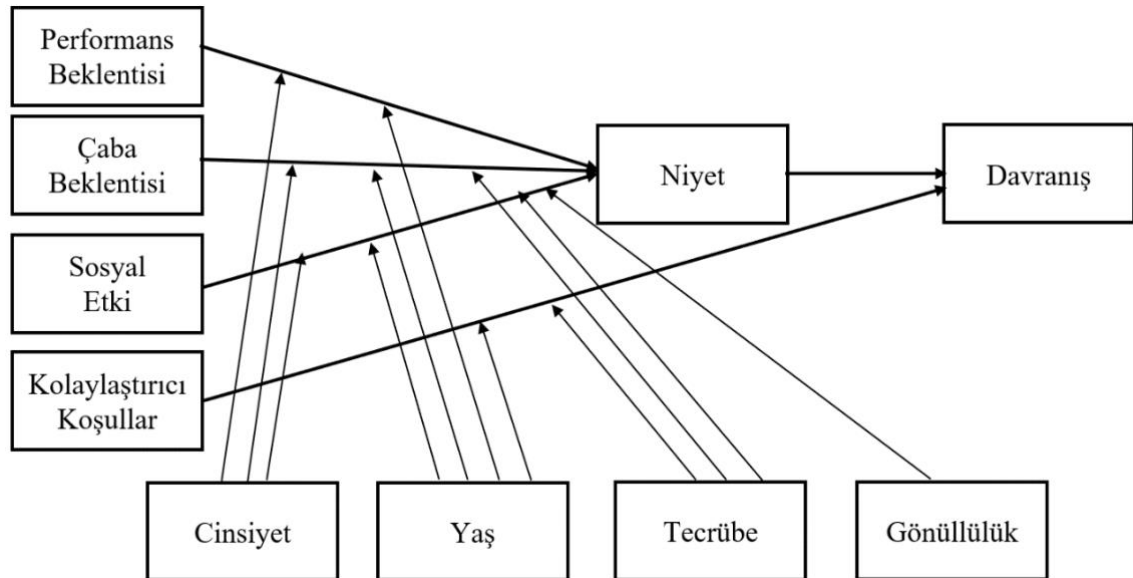 Performans
Beklentisi
Çaba
Beklentisi
Sosyal
Etki
Kolaylaştırıcı
Koşullar
Niyet
Davranış
Cinsiyet
Yaş
Tecrübe
Gönüllülük